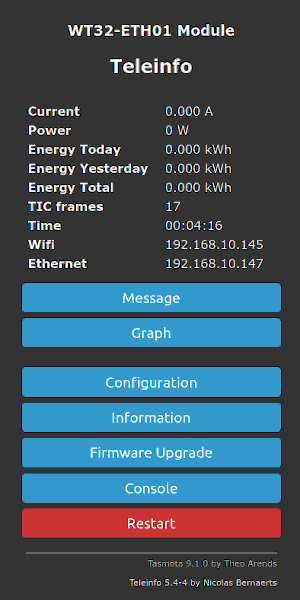 WT32-ETH01 Module
Teleinfo
Current 0.000 A
Power 0 W
Energy Today 0.000 kWh
Energy Yesterday 0.000 kWh
Energy Total 0.000 kWh
TIC frames 17
Time 00:04:16
Wifi 192.168.10.145
Ethernet 192.168.10.147
Message
Graph
Configuration
Information
Firmware Upgrade
Console
Restart
Tasmota 9.1.0 by Theo Arends
Teleinfo 5.4-4 by Nicolas Bernaerts